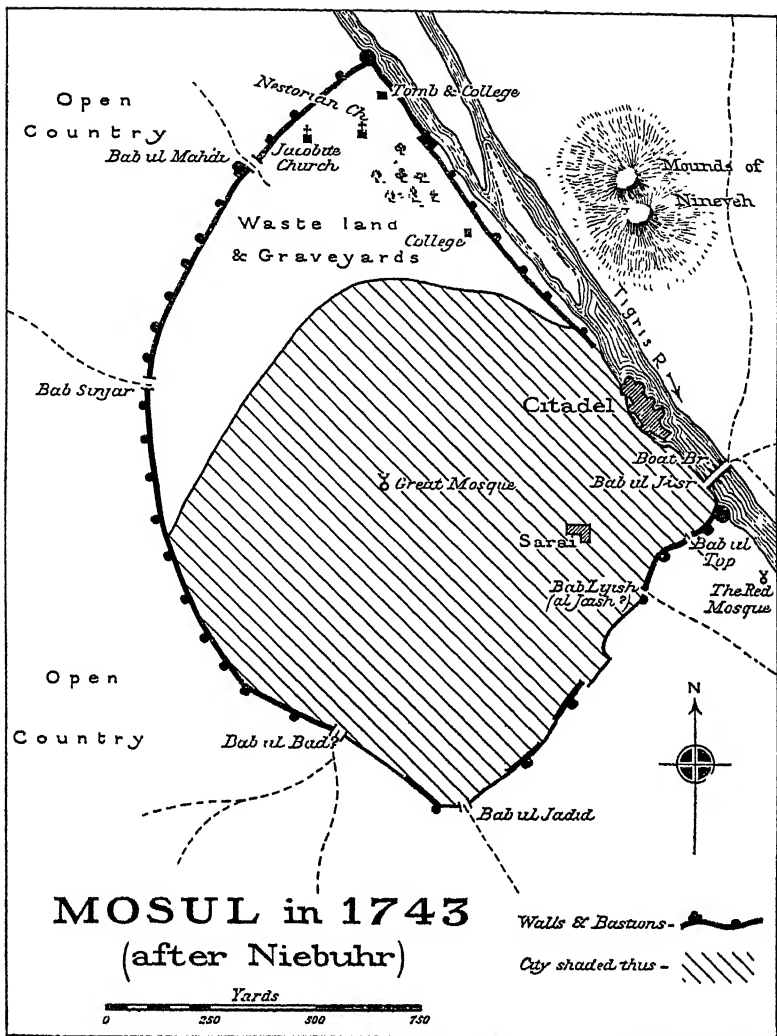 Open
Country
Nestorian Ch.
Tomb & College
Bab ul Mahdi
Jacobite
Church
Mounds of
Nineveh
Waste land
& Graveyards
College
Tigris R.
Bab Sinjar
Citadel
Boat Br.
Bab ul Jisr
Great Mosque
Sarai
Bab ul
Top
Bab Lyish
(al Jaish?)
The Red
Mosque
Open
Country
N
Bab ul Bad?
Bab ul Jadid
MOSUL in 1743
(after Niebuhr)
Walls & Bastions -
City shaded thus -
Yards
0 250 500 750